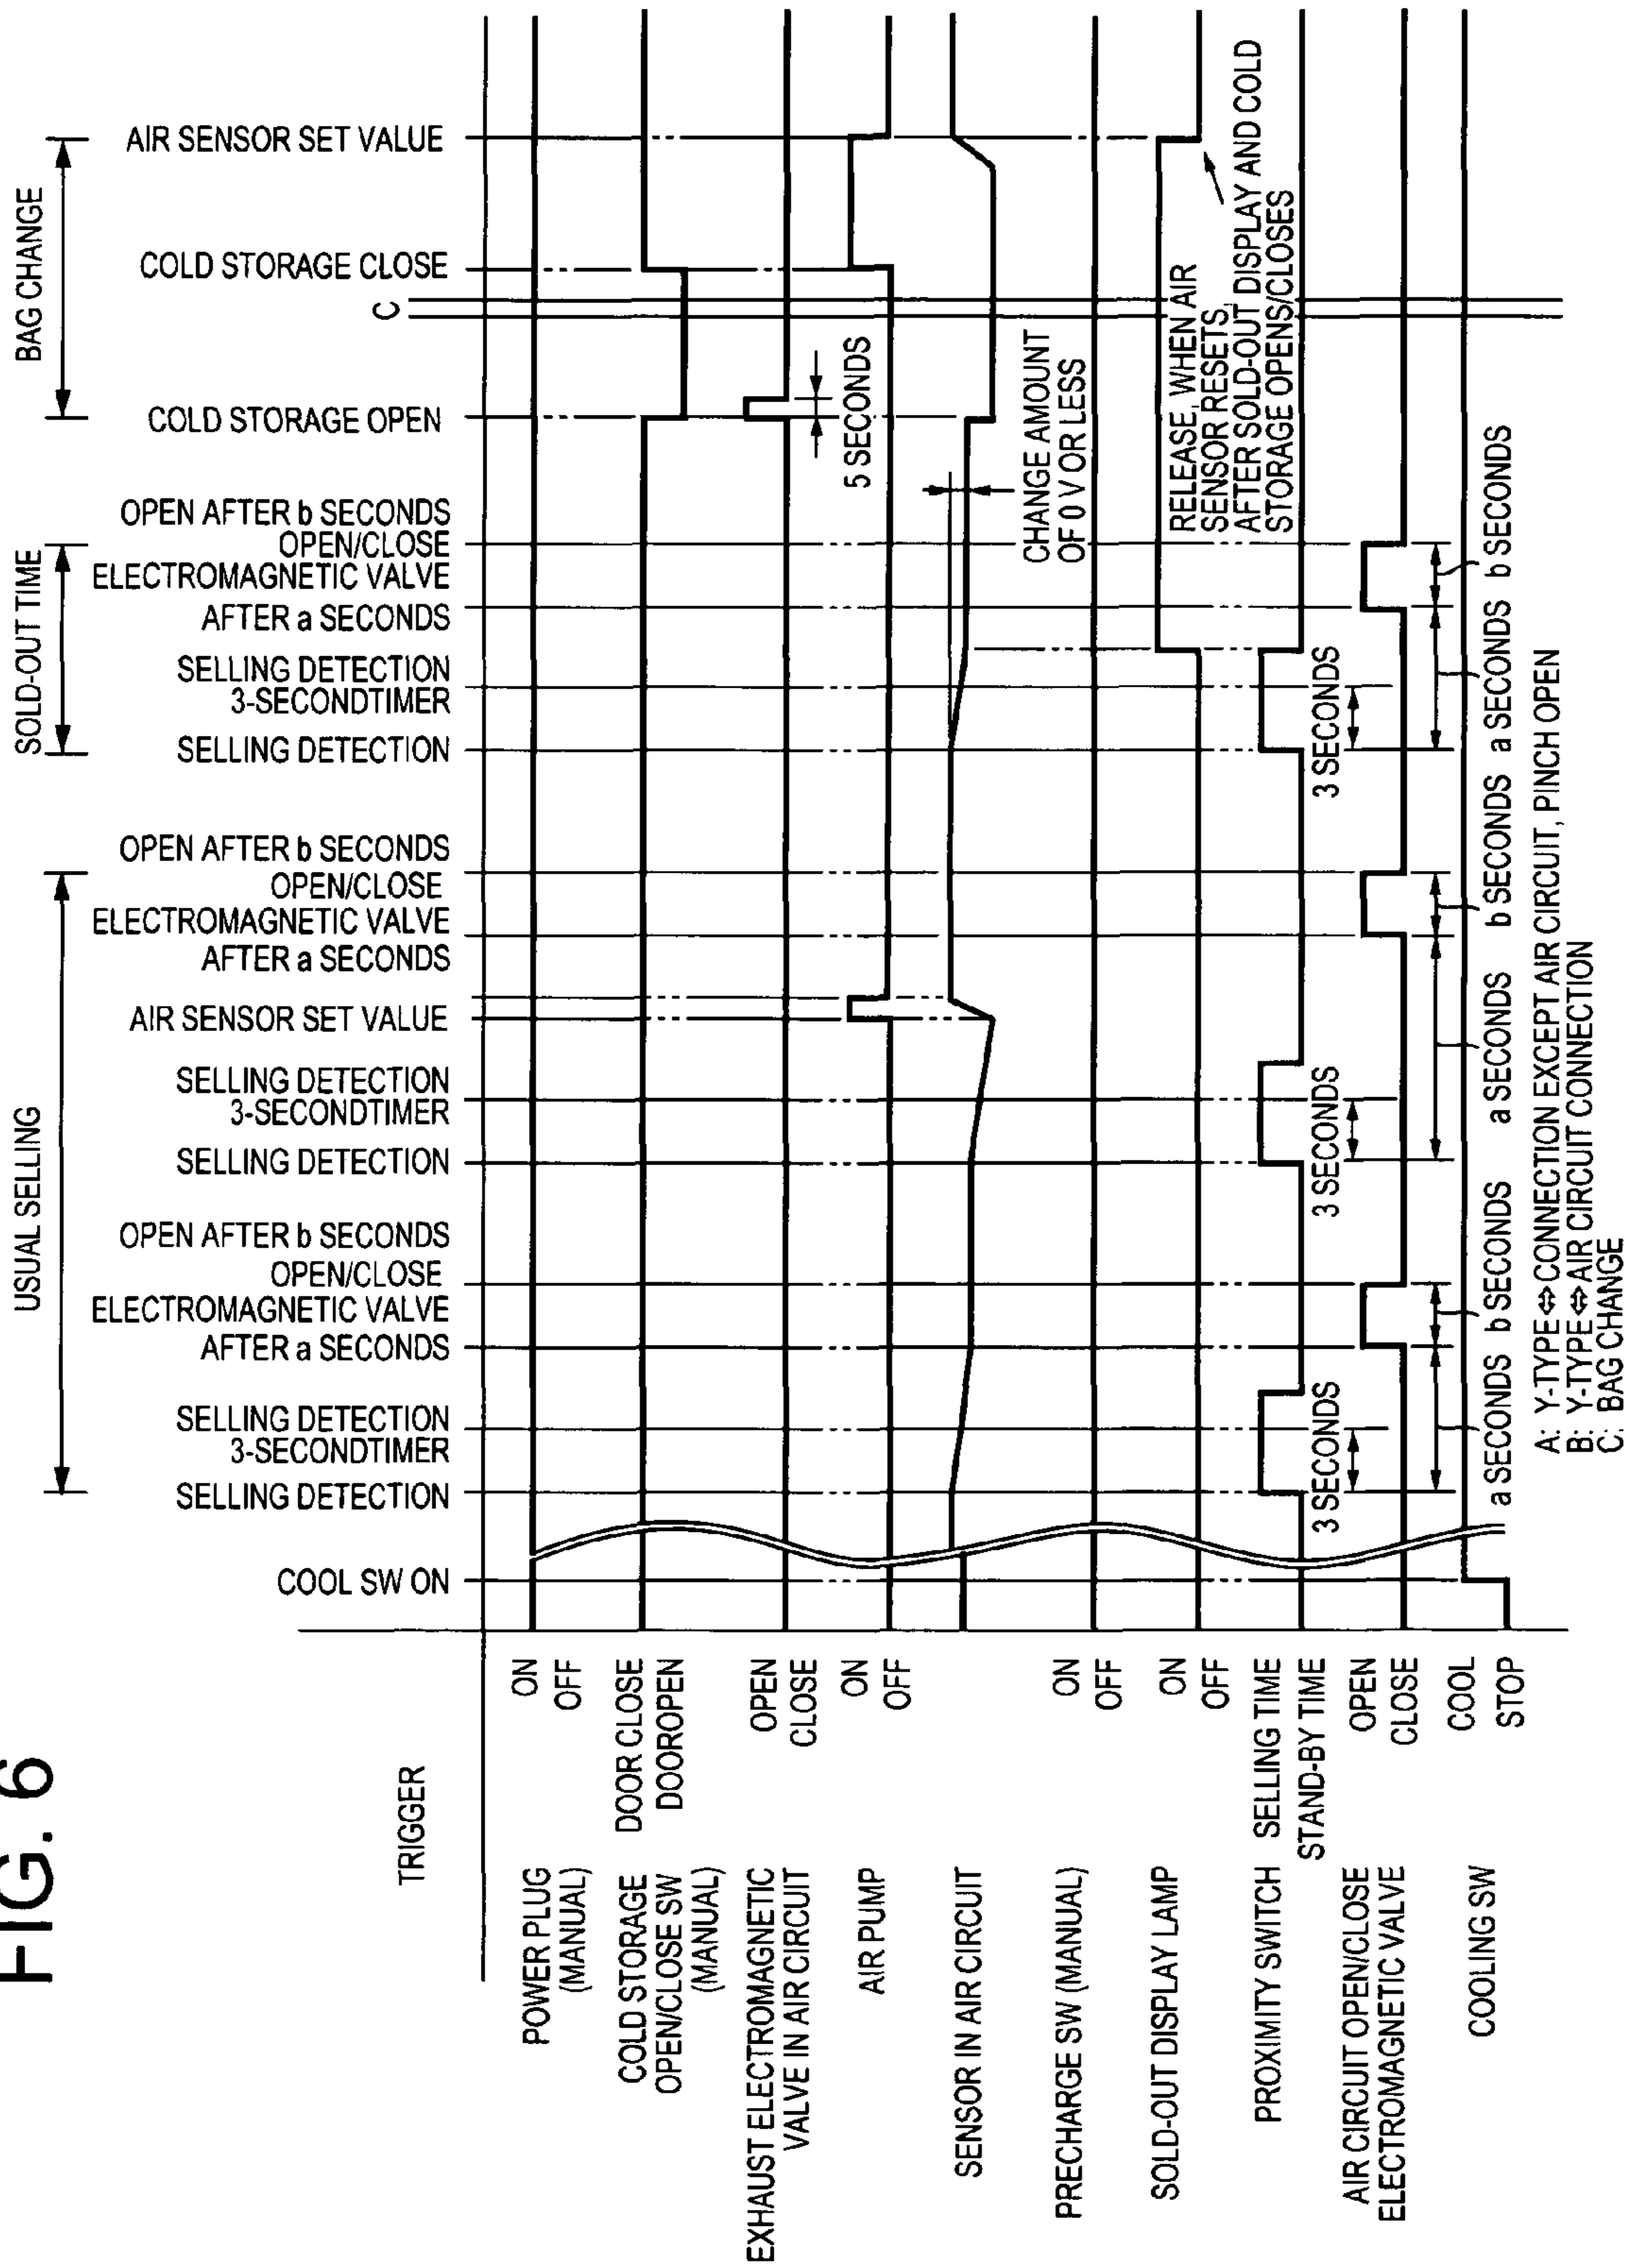 FIG. 6
USUAL SELLING
SOLD-OUT TIME
BAG CHANGE
TRIGGER
COOL SW ON
SELLING DETECTION
SELLING DETECTION
3-SECONDTIMER
AFTER a SECONDS
ELECTROMAGNETIC VALVE
OPEN/CLOSE
OPEN AFTER b SECONDS
SELLING DETECTION
SELLING DETECTION
3-SECONDTIMER
AIR SENSOR SET VALUE
AFTER a SECONDS
ELECTROMAGNETIC VALVE
OPEN/CLOSE
OPEN AFTER b SECONDS
SELLING DETECTION
SELLING DETECTION
3-SECONDTIMER
AFTER a SECONDS
ELECTROMAGNETIC VALVE
OPEN/CLOSE
OPEN AFTER b SECONDS
COLD STORAGE OPEN
C
COLD STORAGE CLOSE
AIR SENSOR SET VALUE
POWER PLUG
(MANUAL)
ON
OFF
COLD STORAGE
OPEN/CLOSE SW
(MANUAL)
DOOR CLOSE
DOOROPEN
EXHAUST ELECTROMAGNETIC
VALVE IN AIR CIRCUIT
OPEN
CLOSE
5 SECONDS
AIR PUMP
ON
OFF
SENSOR IN AIR CIRCUIT
CHANGE AMOUNT
OF 0 V OR LESS
PRECHARGE SW (MANUAL)
ON
OFF
SOLD-OUT DISPLAY LAMP
ON
OFF
RELEASE, WHEN AIR
SENSOR RESETS,
AFTER SOLD-OUT DISPLAY AND COLD
STORAGE OPENS/CLOSES
PROXIMITY SWITCH
SELLING TIME
STAND-BY TIME
3 SECONDS
3 SECONDS
3 SECONDS
AIR CIRCUIT OPEN/CLOSE
ELECTROMAGNETIC VALVE
OPEN
CLOSE
a SECONDS
b SECONDS
a SECONDS
b SECONDS
a SECONDS
b SECONDS
COOLING SW
COOL
STOP
A: Y-TYPE⇔CONNECTION EXCEPT AIR CIRCUIT, PINCH OPEN
B: Y-TYPE⇔AIR CIRCUIT CONNECTION
C: BAG CHANGE